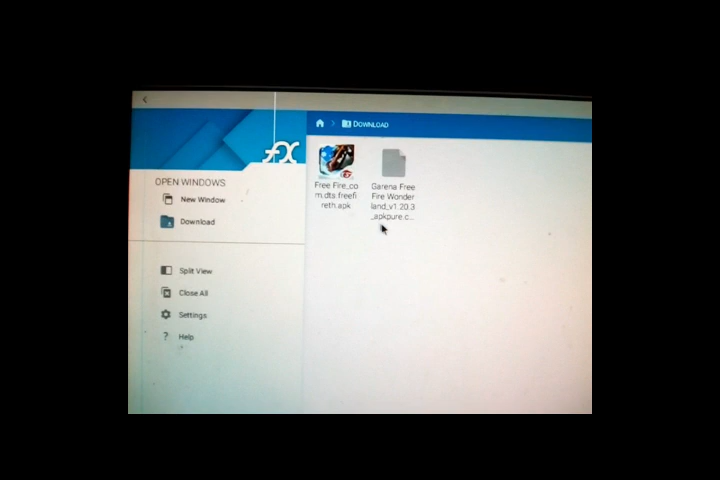 fx
DOWNLOAD
OPEN WINDOWS
New Window
Download
Split View
Close All
Settings
? Help
Free Fire_co
m.dts.freefi
reth.apk
Garena Free
Fire Wonder
land_v1.20.3
_apkpure.c...